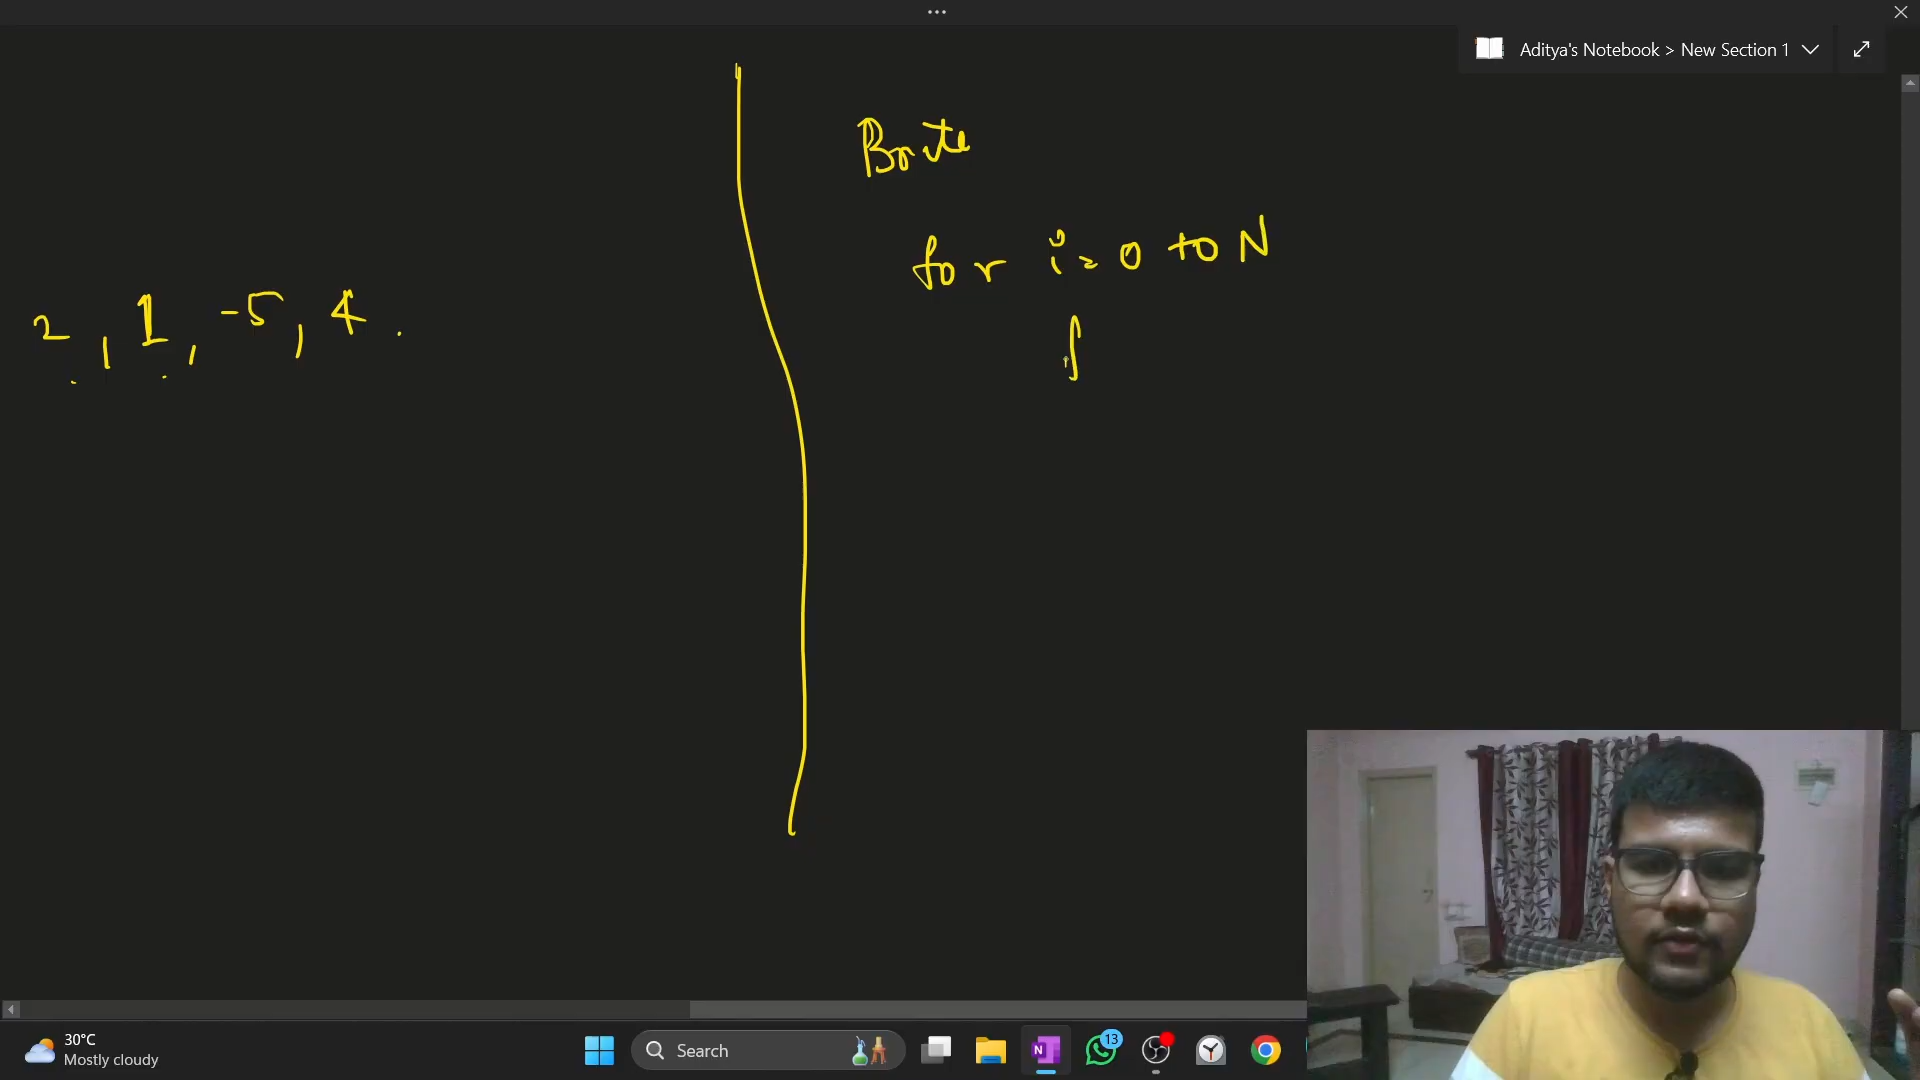 ...
Aditya's Notebook > New Section 1
Brute
for i = 0 to N
2, 1, -5, 4.
f
30°C
Mostly cloudy
Search
N
13